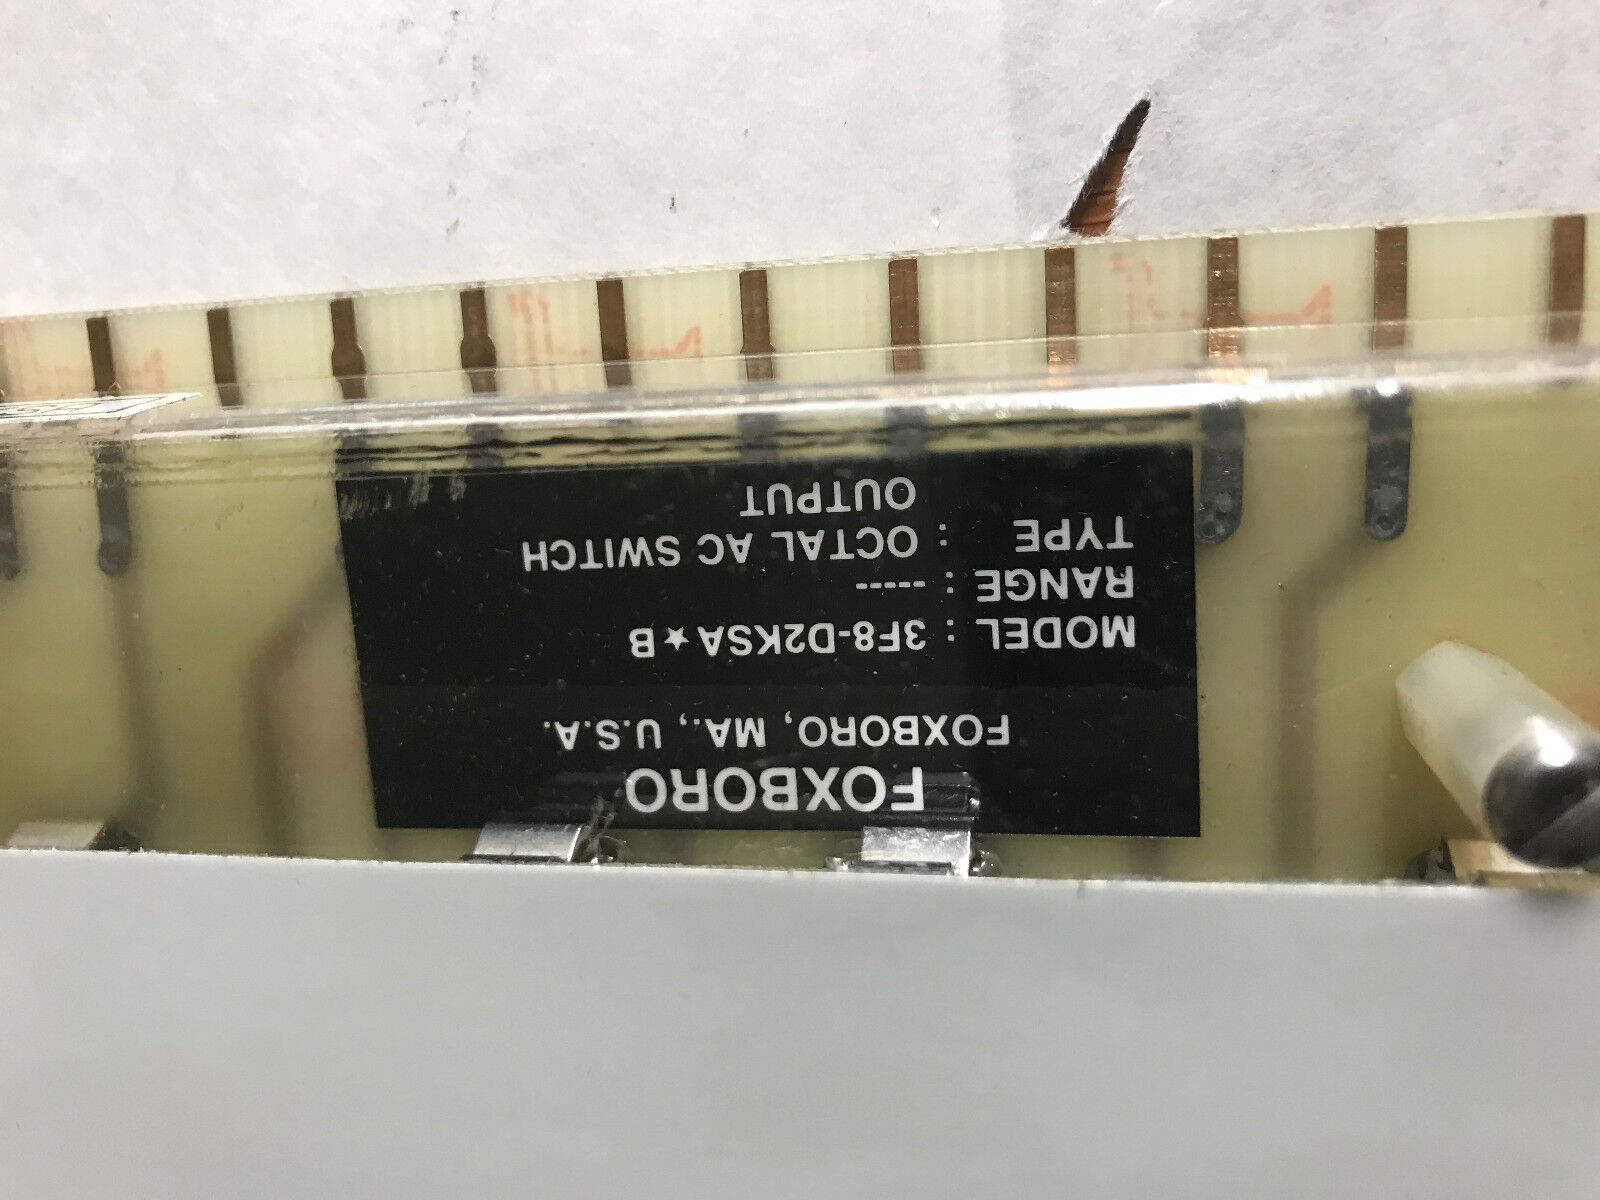 FOXBORO
FOXBORO, MA., U.S.A.
MODEL : 3F8-D2KSA★B
RANGE : -----
TYPE : OCTAL AC SWITCH
OUTPUT